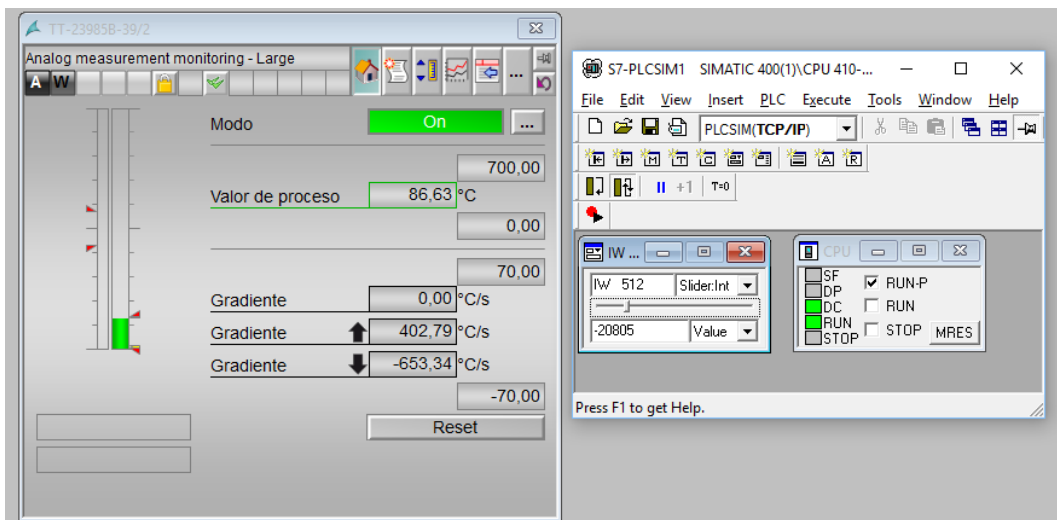 TT-23985B-39/2
Analog measurement monitoring - Large
A W
...
Modo
On
...
700,00
Valor de proceso
86,63 °C
0,00
70,00
Gradiente
0,00 °C/s
Gradiente
402,79 °C/s
Gradiente
-653,34 °C/s
-70,00
Reset
S7-PLCSIM1 SIMATIC 400(1)\CPU 410-...
File Edit View Insert PLC Execute Tools Window Help
PLCSIM(TCP/IP)
+1 T=0
IW ...
IW 512 Slider:Int
-20805 Value
CPU
SF
DP
DC
RUN
STOP
RUN-P
RUN
STOP MRES
Press F1 to get Help.